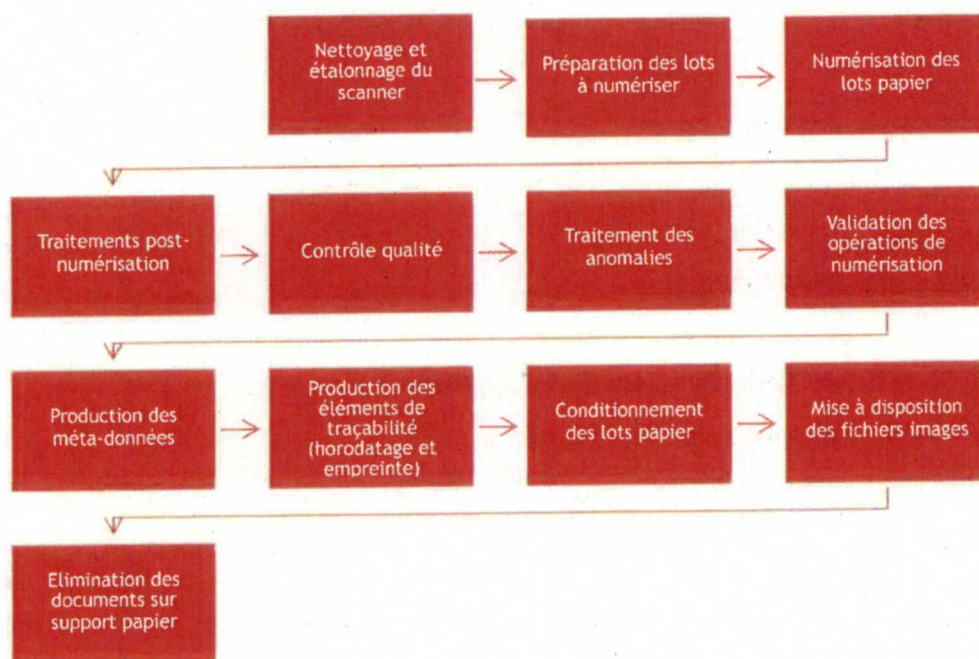 Nettoyage et
étalonnage du
scanner
Préparation des lots
à numériser
Numérisation des
lots papier
Traitements post-
numérisation
Contrôle qualité
Traitement des
anomalies
Validation des
opérations de
numérisation
Production des
méta-données
Production des
éléments de
traçabilité
(horodatage et
empreinte)
Conditionnement
des lots papier
Mise à disposition
des fichiers images
Elimination des
documents sur
support papier